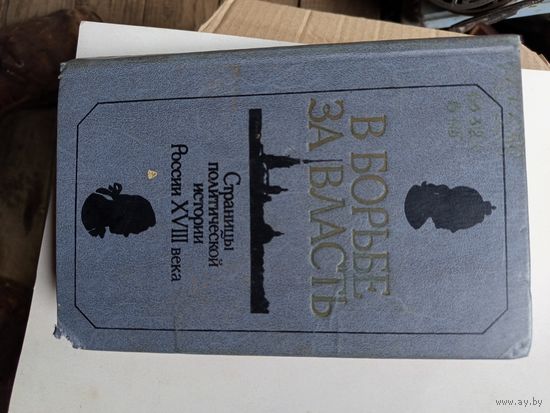 В БОРЬБЕ
ЗА ВЛАСТЬ
Страницы
политической
истории
России XVIII века
www.ay.by